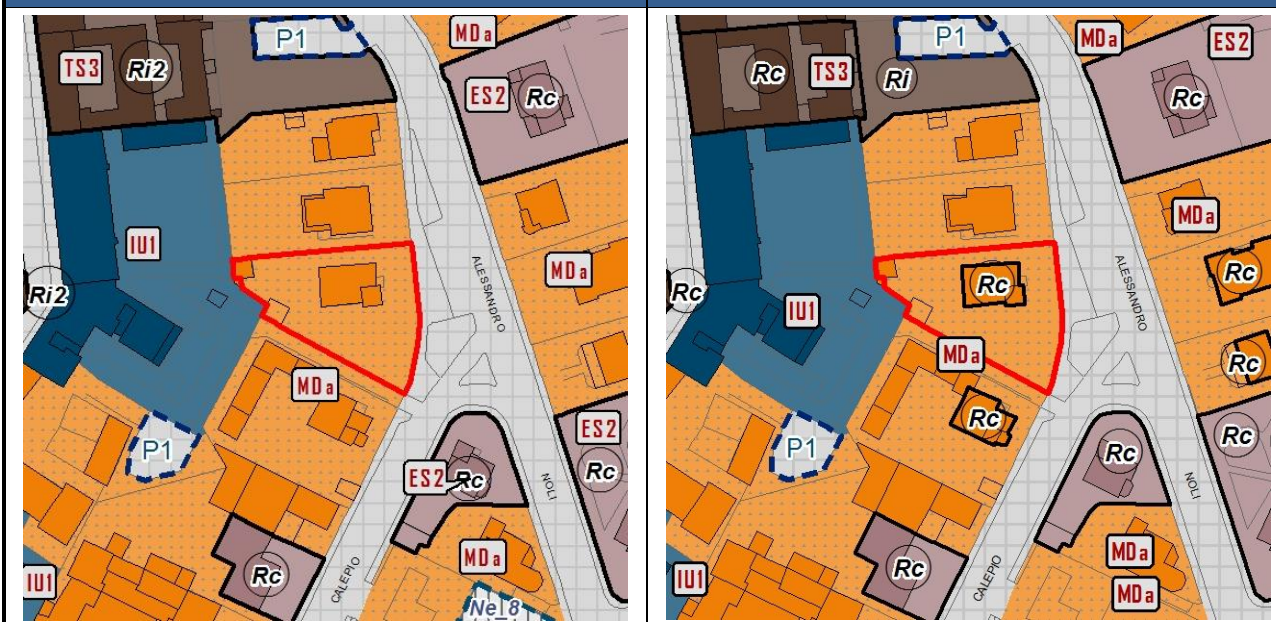 P1
MDa
TS3
Ri2
ES2
Rc
IU1
Ri2
ALESSANDRO
MDa
MDa
P1
ES2
ES2
Rc
Rc
NOLI
MDa
Rc
IU1
CALEPIO
Ne_8
P1
MDa
ES2
Rc
TS3
Ri
Rc
MDa
ALESSANDRO
Rc
Rc
Rc
IU1
MDa
Rc
Rc
P1
Rc
Rc
NOLI
MDa
Rc
IU1
CALEPIO
MDa